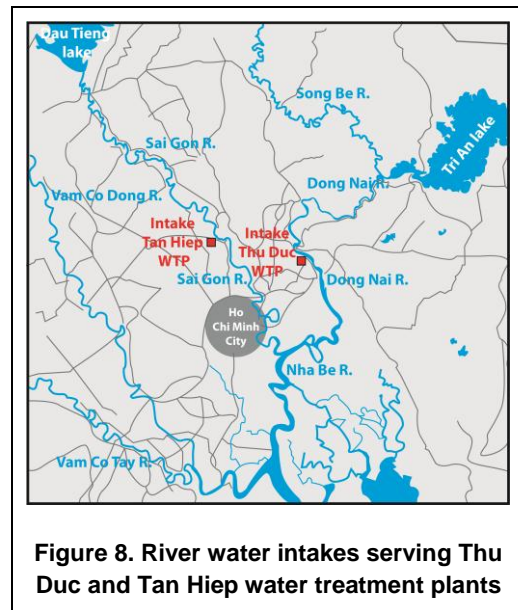 Dau Tieng
lake
Song Be R.
Tri An lake
Sai Gon R.
Dong Nai R.
Vam Co Dong R.
Intake
Tan Hiep
WTP
Intake
Thu Duc
WTP
Sai Gon R.
Dong Nai R.
Ho
Chi Minh
City
Nha Be R.
Vam Co Tay R.
Figure 8. River water intakes serving Thu
Duc and Tan Hiep water treatment plants